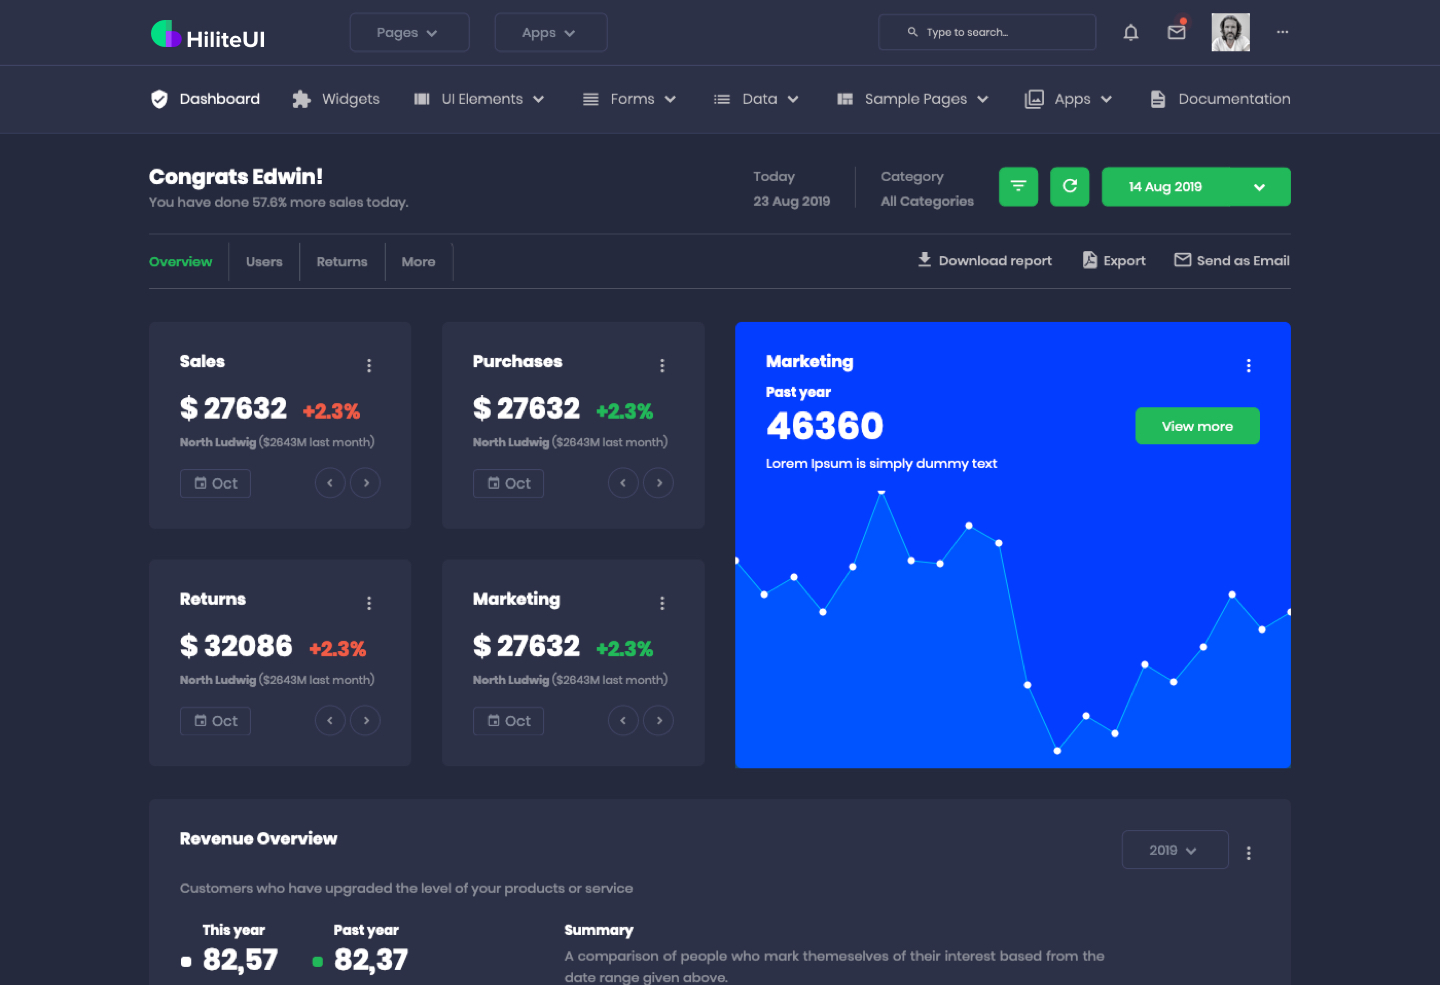 HiliteUI
Pages
Apps
Type to search...
Dashboard
Widgets
UI Elements
Forms
Data
Sample Pages
Apps
Documentation
Congrats Edwin!
You have done 57.6% more sales today.
Today
23 Aug 2019
Category
All Categories
14 Aug 2019
Overview
Users
Returns
More
Download report
Export
Send as Email
Sales
$ 27632 +2.3%
North Ludwig ($2643M last month)
Oct
Purchases
$ 27632 +2.3%
North Ludwig ($2643M last month)
Oct
Marketing
Past year
46360
View more
Lorem Ipsum is simply dummy text
Returns
$ 32086 +2.3%
North Ludwig ($2643M last month)
Oct
Marketing
$ 27632 +2.3%
North Ludwig ($2643M last month)
Oct
Revenue Overview
2019
Customers who have upgraded the level of your products or service
This year
82,57
Past year
82,37
Summary
A comparison of people who mark themeselves of their interest based from the
date range given above.